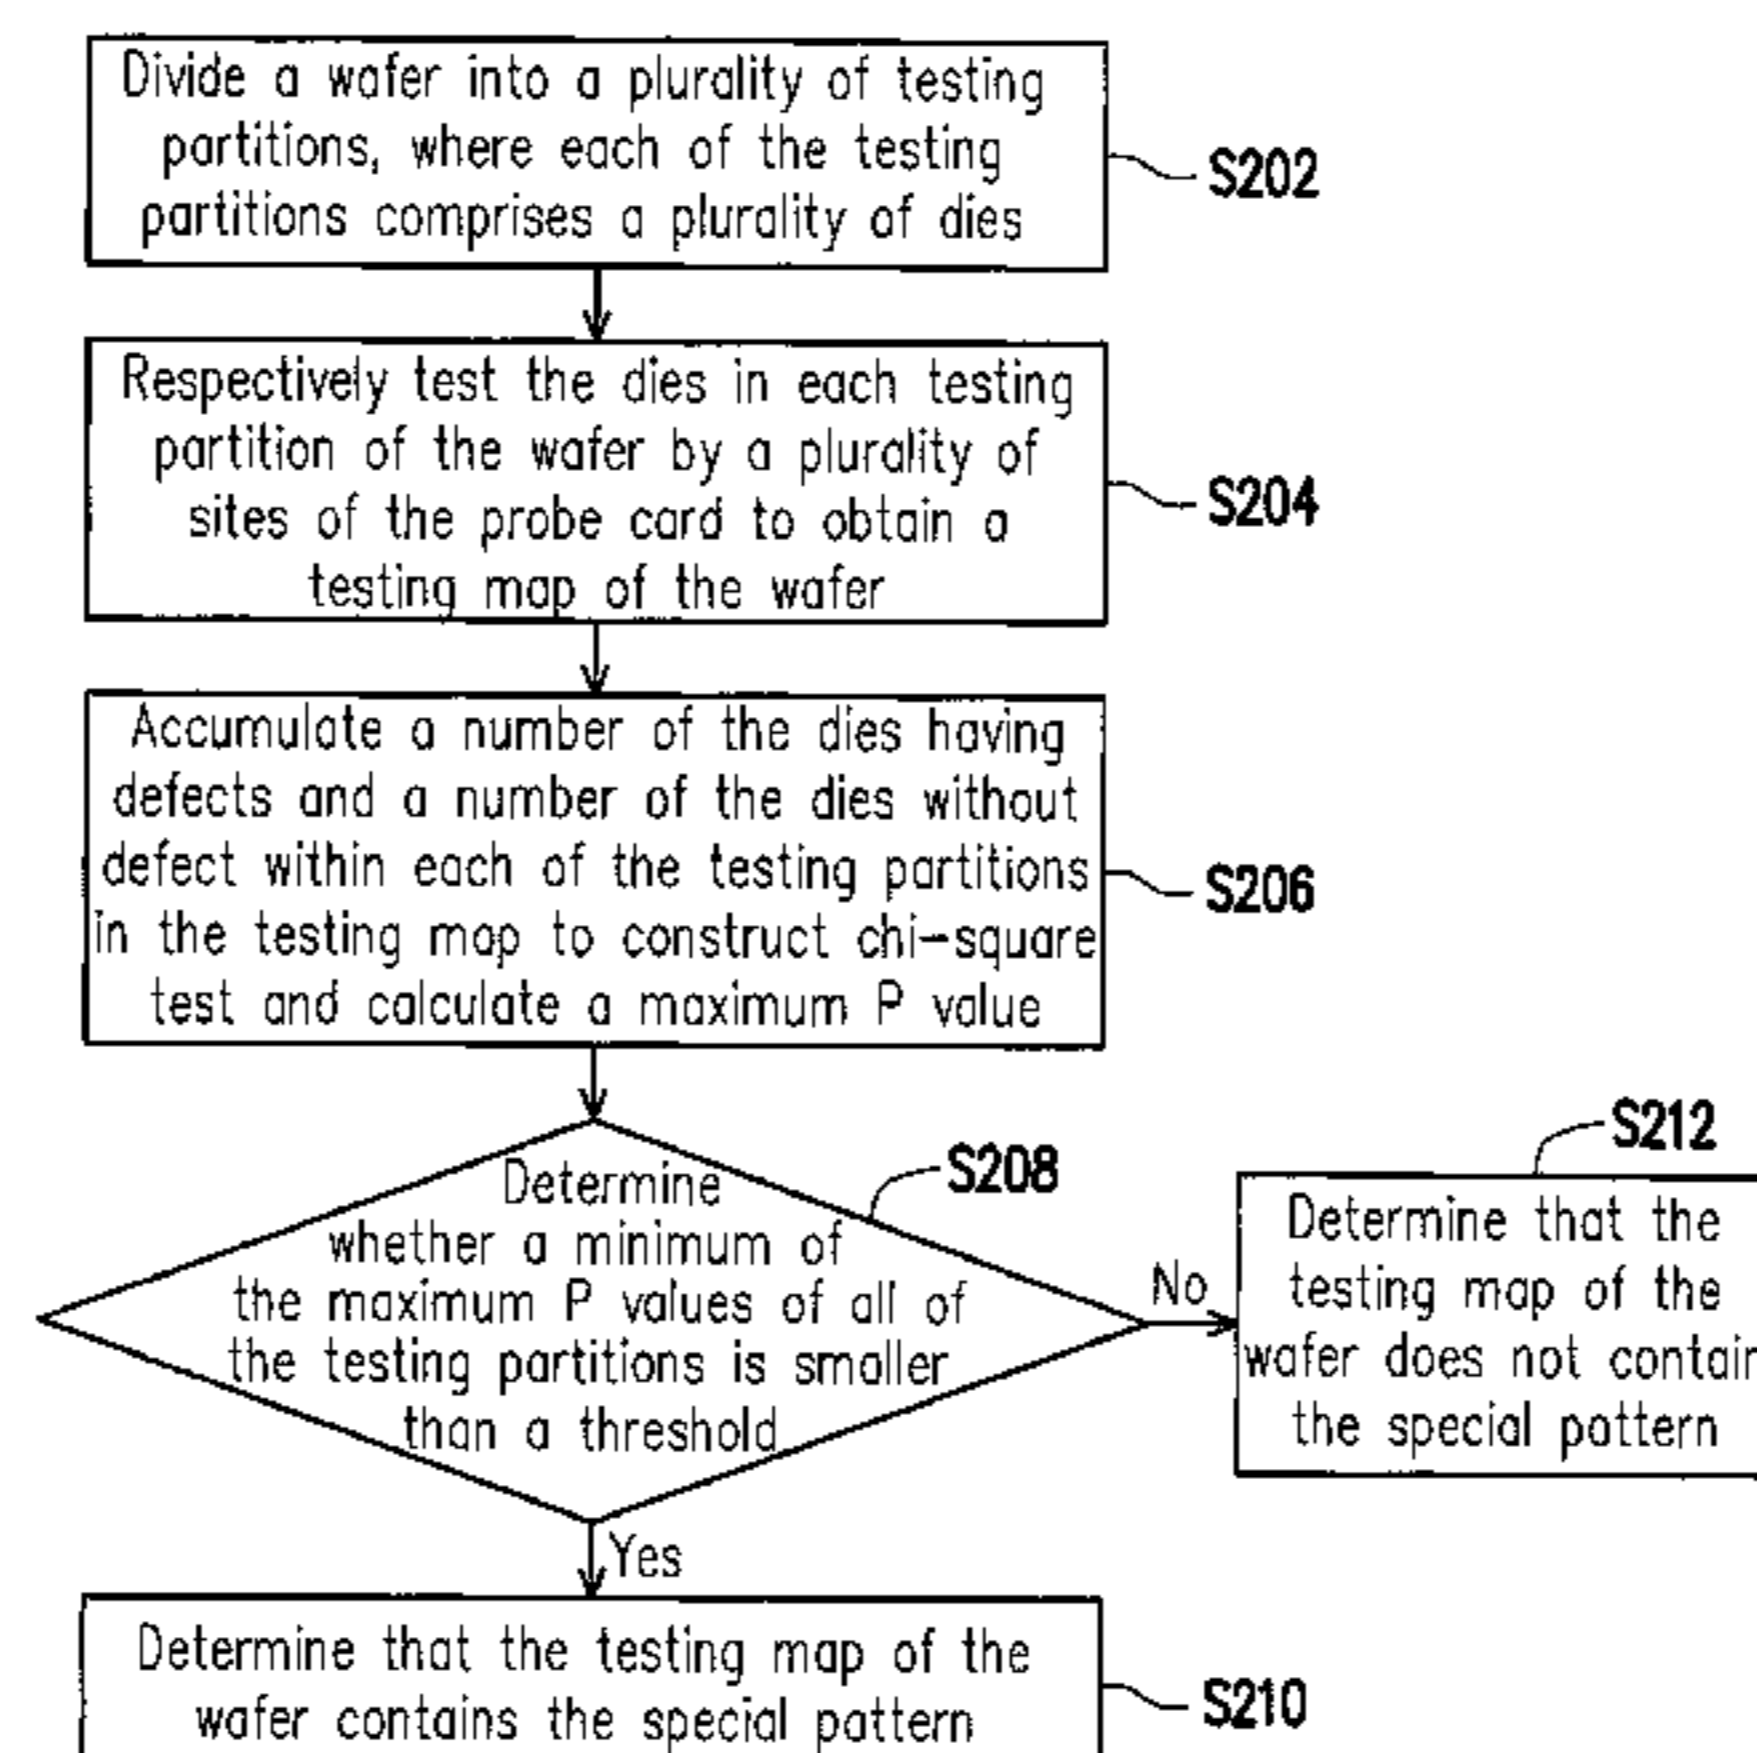 Divide a wafer into a plurality of testing
partitions, where each of the testing
partitions comprises a plurality of dies
S202
Respectively test the dies in each testing
partition of the wafer by a plurality of
sites of the probe card to obtain a
testing map of the wafer
S204
Accumulate a number of the dies having
defects and a number of the dies without
defect within each of the testing partitions
in the testing map to construct chi-square
test and calculate a maximum P value
S206
Determine
whether a minimum of
the maximum P values of all of
the testing partitions is smaller
than a threshold
S208
No
S212
Determine that the
testing map of the
wafer does not contain
the special pattern
Yes
Determine that the testing map of the
wafer contains the special pattern
S210